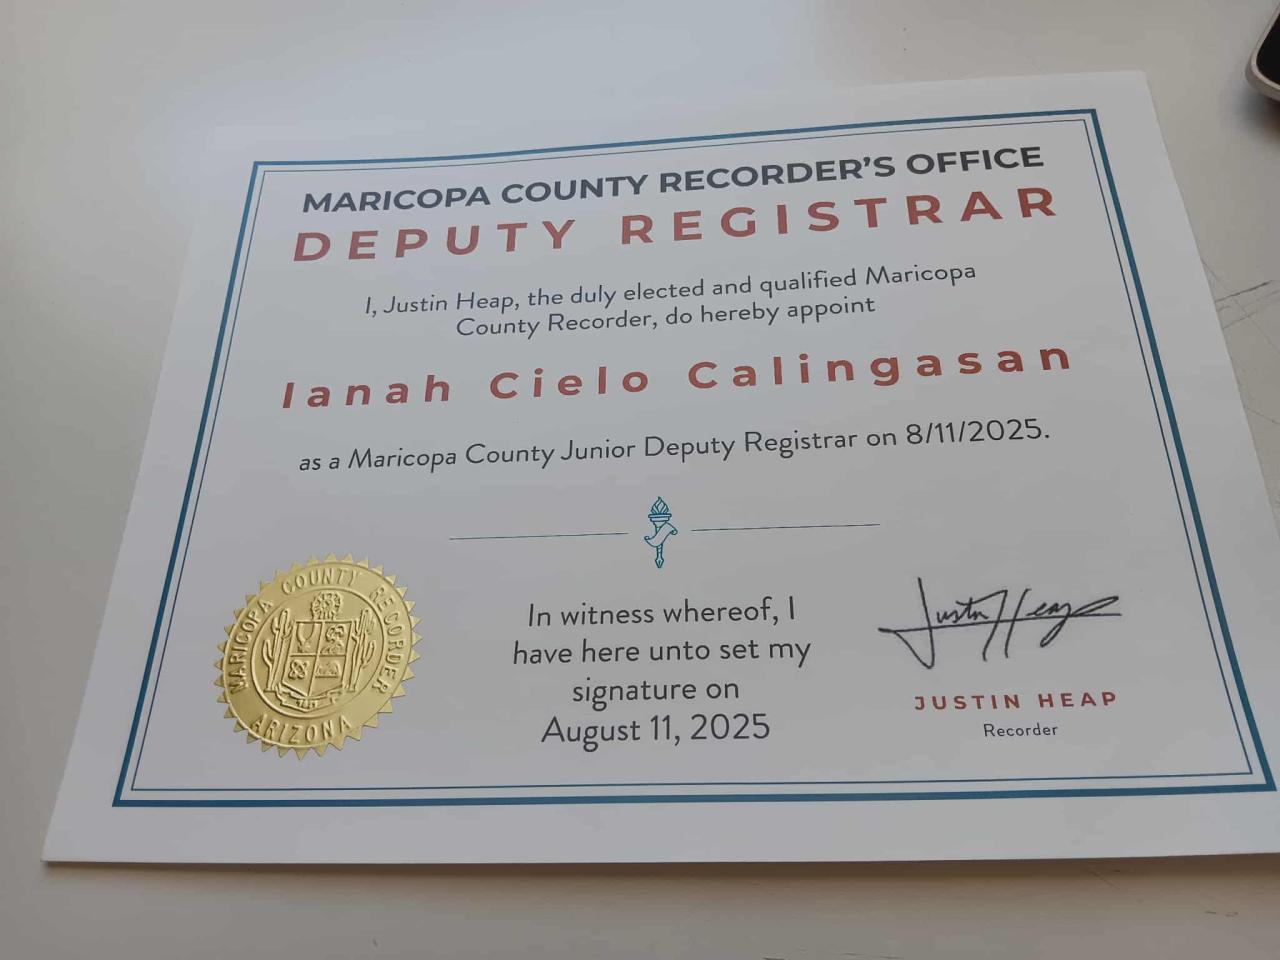 MARICOPA COUNTY RECORDER'S OFFICE
DEPUTY REGISTRAR
I, Justin Heap, the duly elected and qualified Maricopa
County Recorder, do hereby appoint
Ianah Cielo Calingasan
as a Maricopa County Junior Deputy Registrar on 8/11/2025.
In witness whereof, I
have here unto set my
signature on
August 11, 2025
Justin Heap
JUSTIN HEAP
Recorder
MARICOPA COUNTY RECORDER
ARIZONA